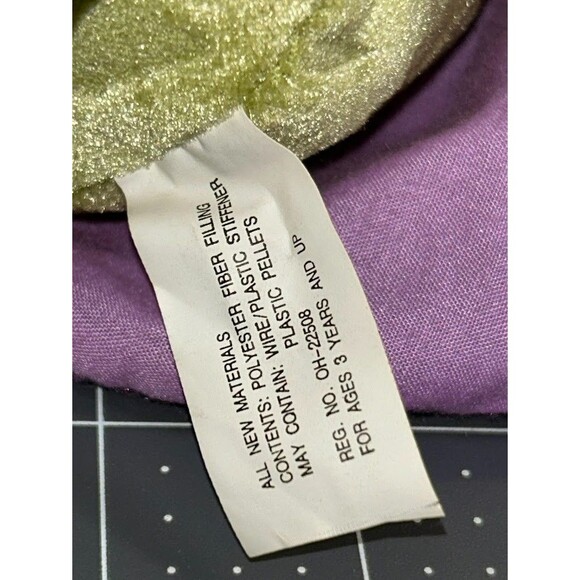 ALL NEW MATERIALS
CONTENTS: POLYESTER FIBER FILLING
MAY CONTAIN: WIRE/PLASTIC STIFFENER
PLASTIC PELLETS
REG. NO. OH-22508
FOR AGES 3 YEARS AND UP